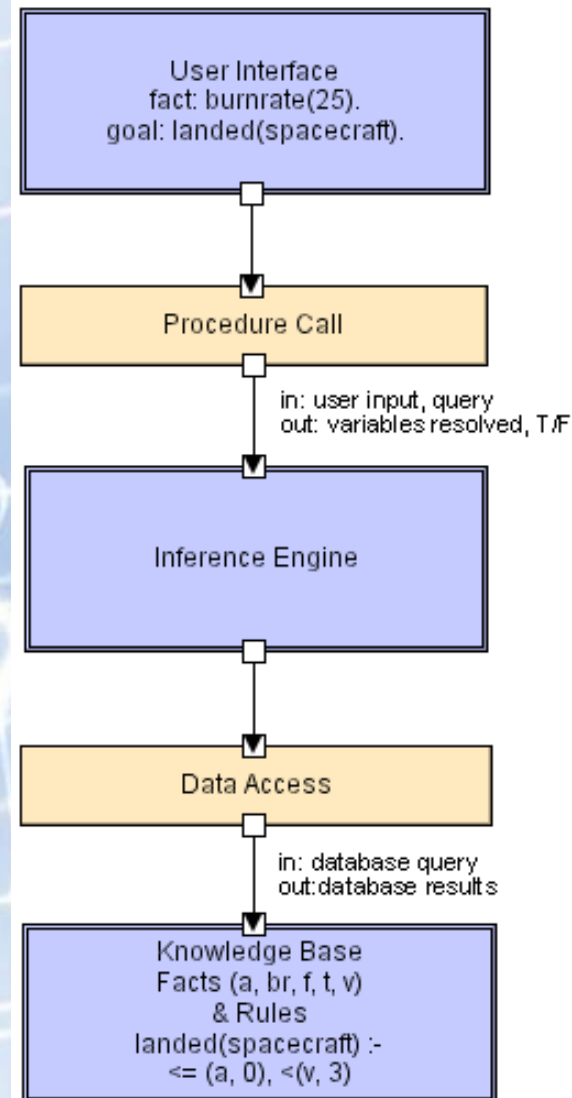 User Interface
fact: burnrate(25).
goal: landed(spacecraft).
Procedure Call
in: user input, query
out: variables resolved, T/F
Inference Engine
Data Access
in: database query
out:database results
Knowledge Base
Facts (a, br, f, t, v)
& Rules
landed(spacecraft) :-
<= (a, 0), <(v, 3)